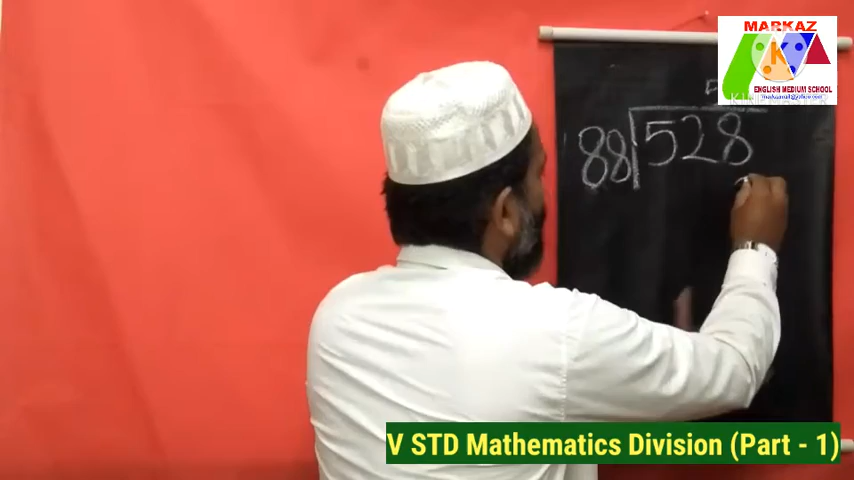 MARKAZ
K
ENGLISH MEDIUM SCHOOL
88 528
V STD Mathematics Division (Part - 1)